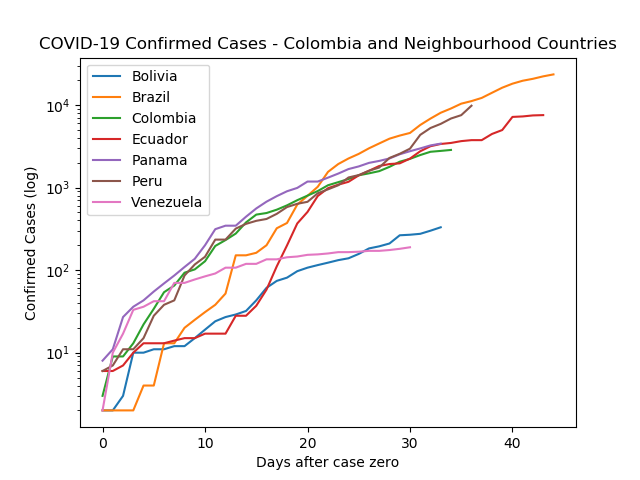 COVID-19 Confirmed Cases - Colombia and Neighbourhood Countries
Bolivia
Brazil
Colombia
Ecuador
Panama
Peru
Venezuela
Confirmed Cases (log)
10⁴
10³
10²
10¹
0 10 20 30 40
Days after case zero